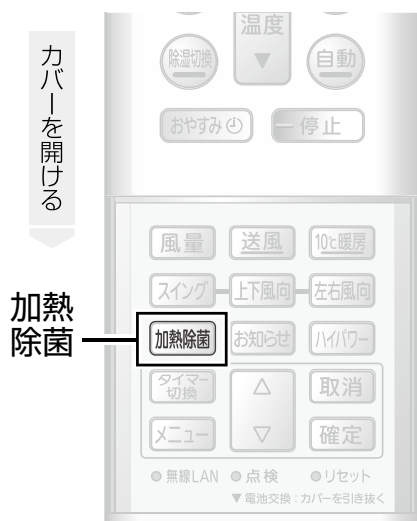 温度
▼
除湿切換
自動
おやすみ
停止
カバーを開ける
風量
送風
10℃暖房
スイング
上下風向
左右風向
加熱
除菌
加熱除菌
お知らせ
ハイパワー
タイマー
切換
△
取消
メニュー
▽
確定
無線LAN
点検
リセット
▼電池交換:カバーを引き抜く